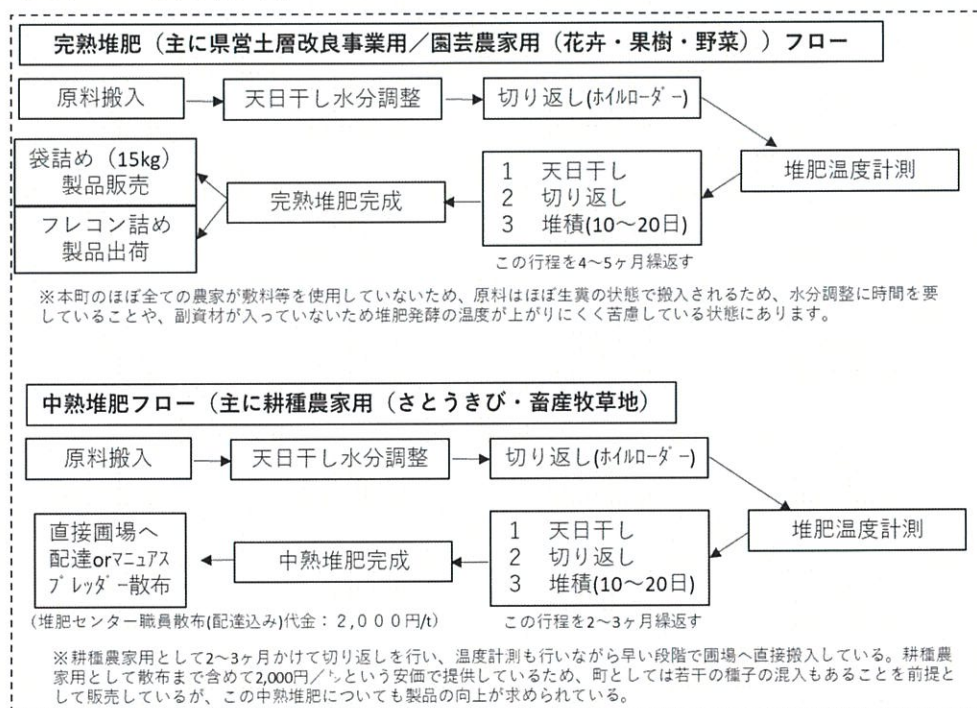 完熟堆肥（主に県営土層改良事業用／園芸農家用（花卉・果樹・野菜））フロー
原料搬入
天日干し水分調整
切り返し(ホイルローダー)
堆肥温度計測
1　天日干し
2　切り返し
3　堆積(10～20日)
この行程を4～5ヶ月繰返す
完熟堆肥完成
袋詰め（15kg）
製品販売
フレコン詰め
製品出荷
※本町のほぼ全ての農家が敷料等を使用していないため、原料はほぼ生糞の状態で搬入されるため、水分調整に時間を要
していることや、副資材が入っていないため堆肥発酵の温度が上がりにくく苦慮している状態にあります。
中熟堆肥フロー（主に耕種農家用（さとうきび・畜産牧草地）
原料搬入
天日干し水分調整
切り返し(ホイルローダー)
堆肥温度計測
1　天日干し
2　切り返し
3　堆積(10～20日)
この行程を2～3ヶ月繰返す
中熟堆肥完成
直接圃場へ
配達orマニュアス
プレッダー散布
(堆肥センター職員散布(配達込み)代金：２,０００円/t)
※耕種農家用として2～3ヶ月かけて切り返しを行い、温度計測も行いながら早い段階で圃場へ直接搬入している。耕種農
家用として散布まで含めて2,000円／㌧という安価で提供しているため、町としては若干の種子の混入もあることを前提と
して販売しているが、この中熟堆肥についても製品の向上が求められている。